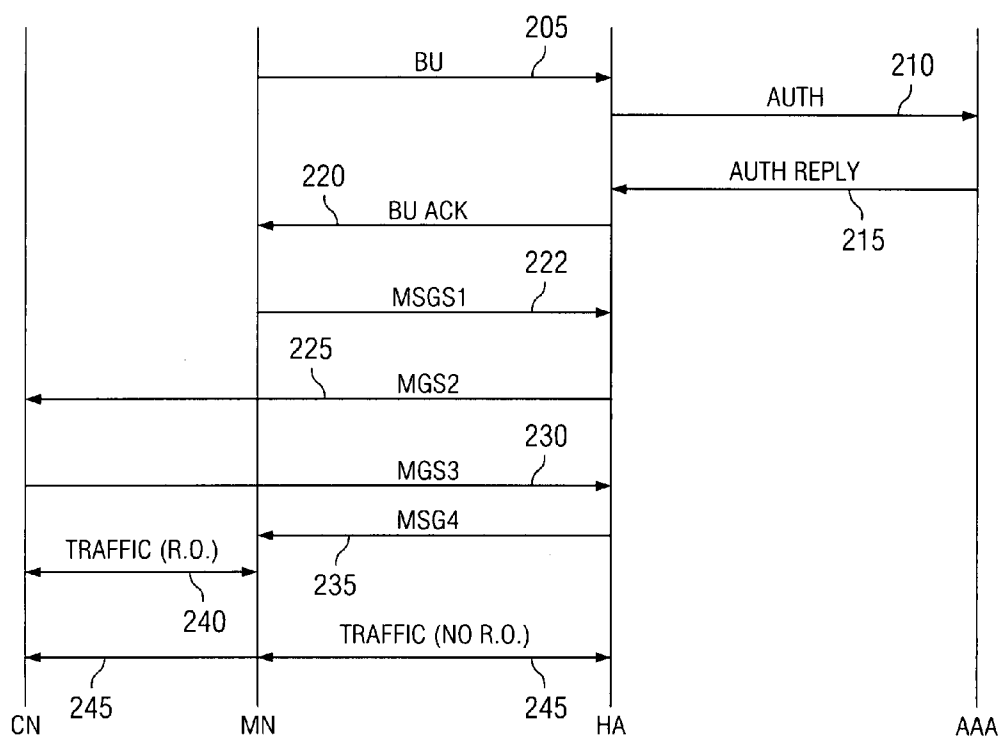 205
BU
210
AUTH
AUTH REPLY
220
BU ACK
215
222
MSGS1
225
MGS2
230
MGS3
MSG4
TRAFFIC (R.O.)
235
240
TRAFFIC (NO R.O.)
245
245
CN
MN
HA
AAA